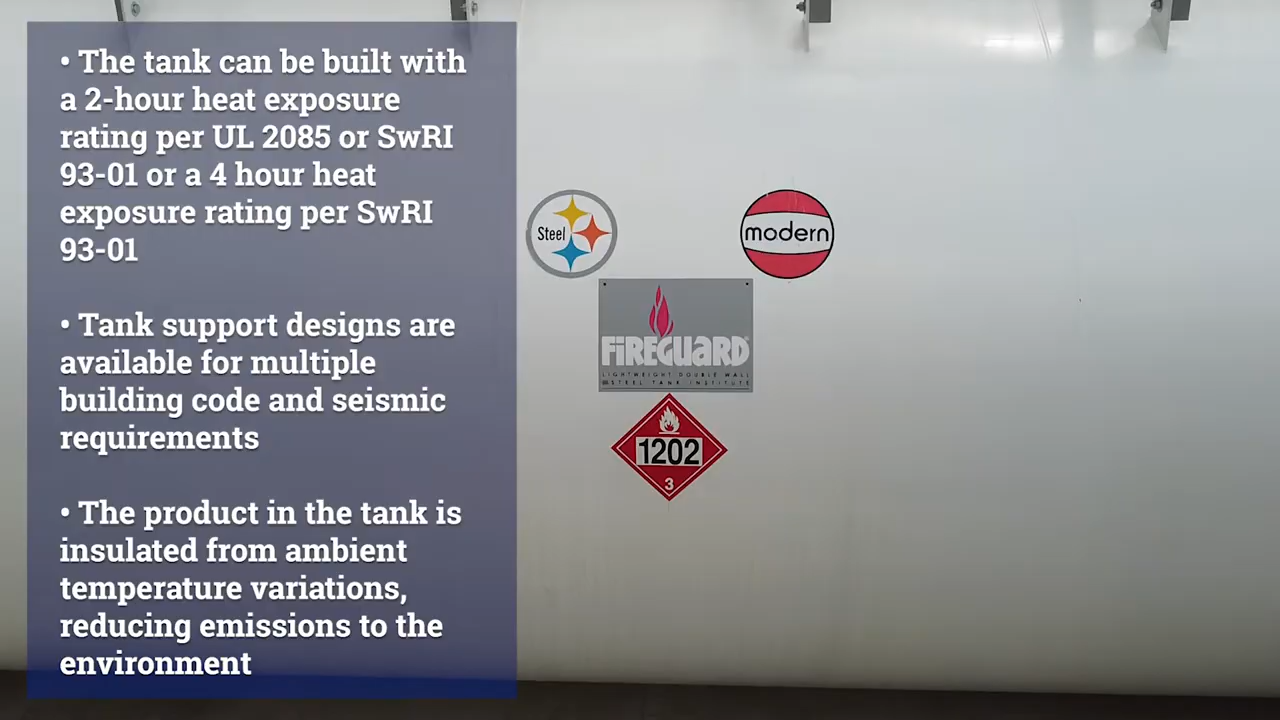 • The tank can be built with
a 2-hour heat exposure
rating per UL 2085 or SwRI
93-01 or a 4 hour heat
exposure rating per SwRI
93-01
• Tank support designs are
available for multiple
building code and seismic
requirements
• The product in the tank is
insulated from ambient
temperature variations,
reducing emissions to the
environment
Steel
modern
FIREGUARD
LIGHTWEIGHT DOUBLE WALL
STEEL TANK INSTITUTE
1202
3